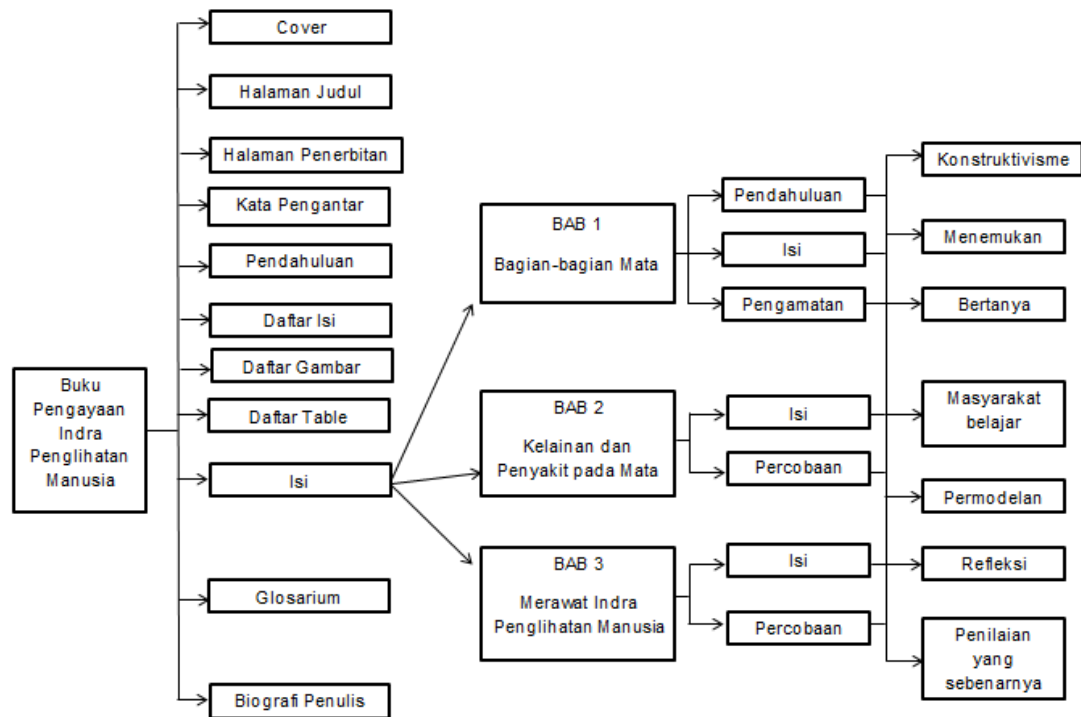 Buku
Pengayaan
Indra
Penglihatan
Manusia
Cover
Halaman Judul
Halaman Penerbitan
Kata Pengantar
Pendahuluan
Daftar Isi
Daftar Gambar
Daftar Table
Isi
Glosarium
Biografi Penulis
BAB 1
Bagian-bagian Mata
BAB 2
Kelainan dan
Penyakit pada Mata
BAB 3
Merawat Indra
Penglihatan Manusia
Pendahuluan
Isi
Pengamatan
Isi
Percobaan
Isi
Percobaan
Konstruktivisme
Menemukan
Bertanya
Masyarakat
belajar
Permodelan
Refleksi
Penilaian
yang
sebenarnya